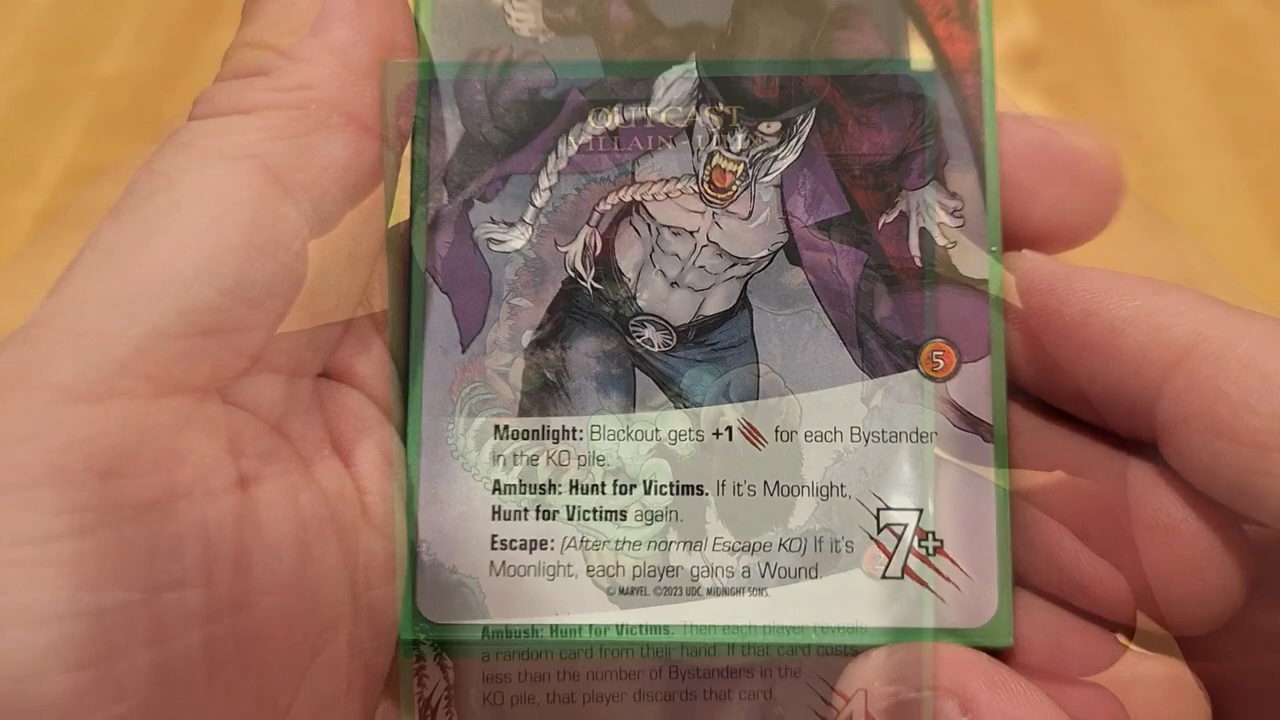 OUTCAST
VILLAIN - LILIN
5
Moonlight: Blackout gets +1 for each Bystander
in the KO pile.
Ambush: Hunt for Victims. If it's Moonlight,
Hunt for Victims again.
Escape: (After the normal Escape KO) If it's
Moonlight, each player gains a Wound.
7+
© MARVEL. ©2023 UDC. MIDNIGHT SONS.
Ambush: Hunt for Victims. Then each player reveals
a random card from their hand. If that card costs
less than the number of Bystanders in the
KO pile, that player discards that card.
4